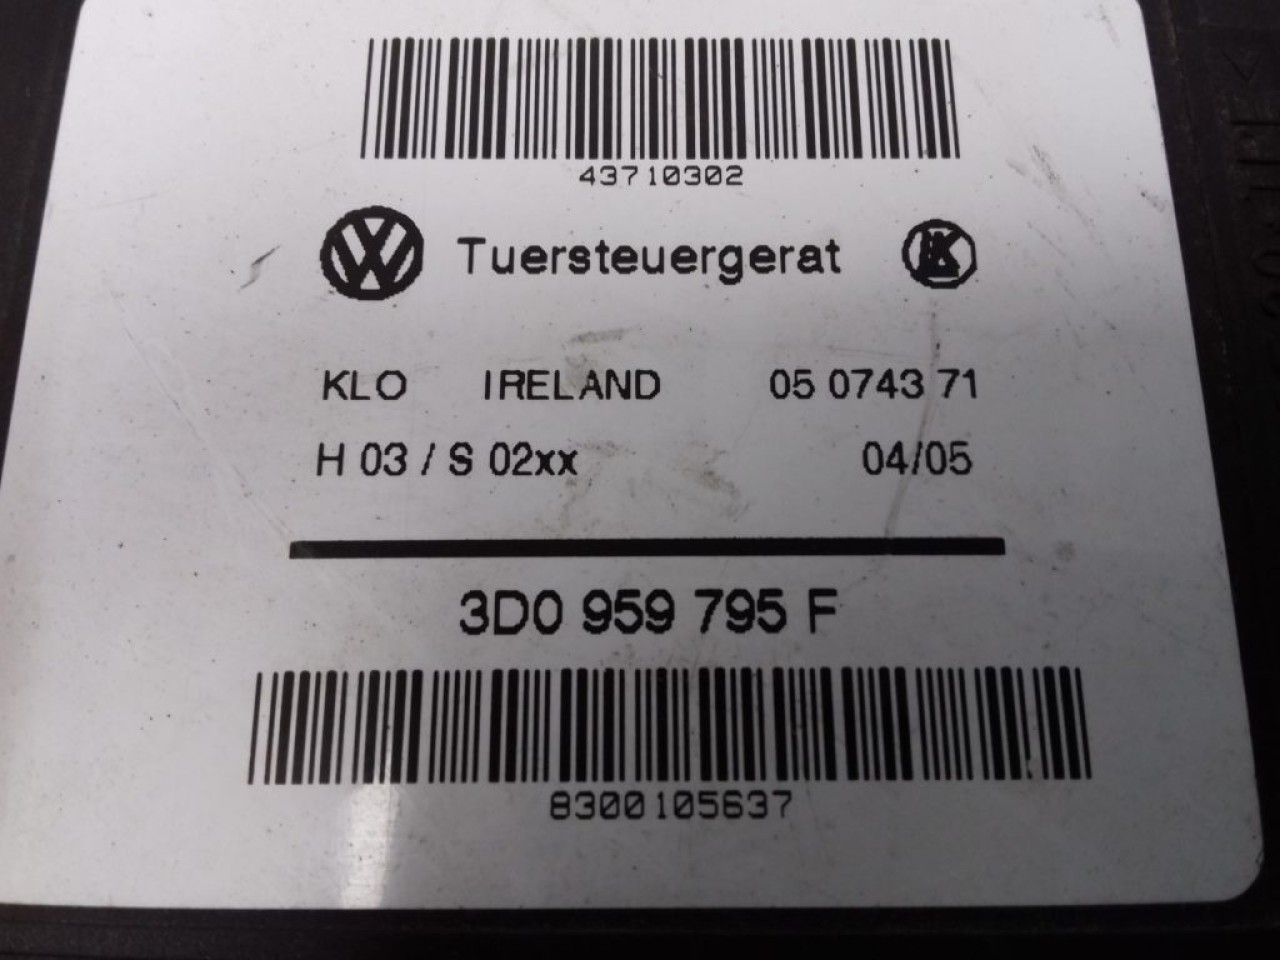 43710302
Tuersteuergerat
KLO IRELAND 05 0743 71
H 03 / S 02xx 04/05
3D0 959 795 F
8300105637